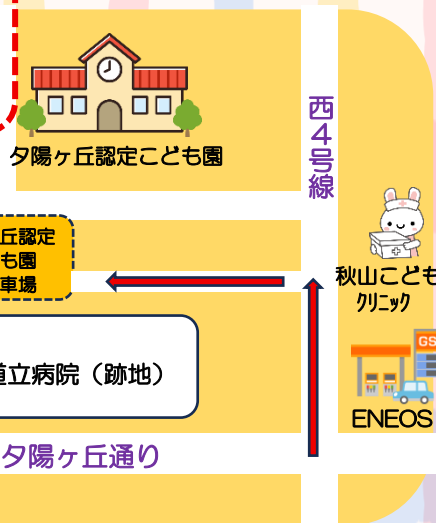 西4号線
夕陽ヶ丘認定こども園
丘認定
も園
車場
秋山こども
ｸﾘﾆｯｸ
GS
立病院（跡地）
ENEOS
夕陽ヶ丘通り